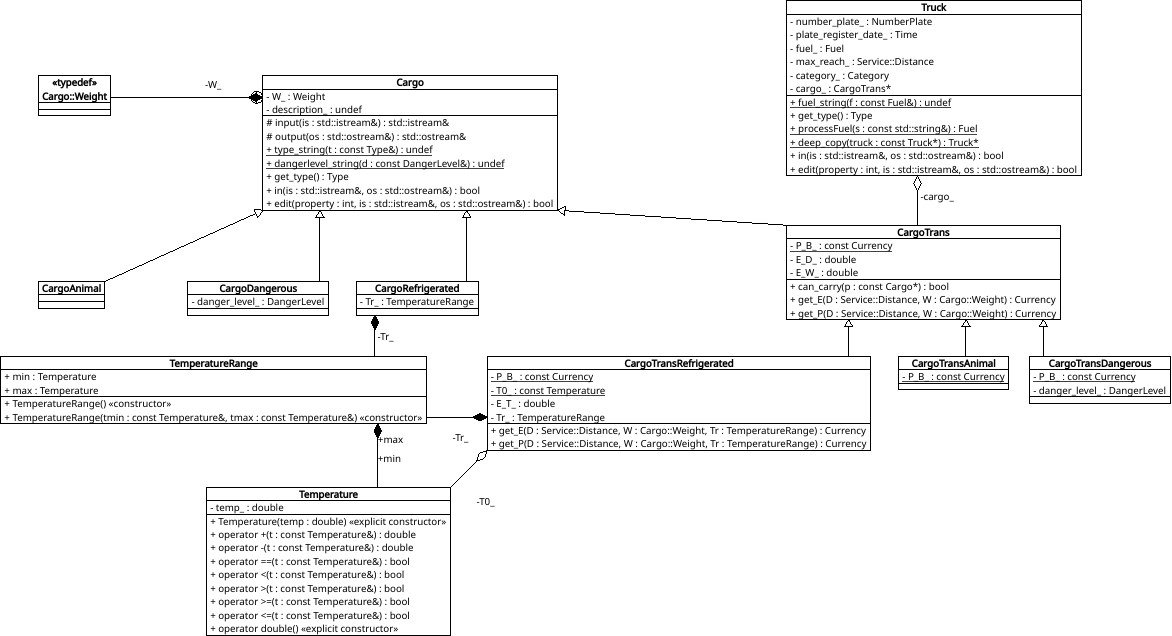 Truck
- number_plate_ : NumberPlate
- plate_register_date_ : Time
- fuel_ : Fuel
- max_reach_ : Service::Distance
- category_ : Category
- cargo_ : CargoTrans*
+ fuel_string(f : const Fuel&) : undef
+ get_type() : Type
+ processFuel(s : const std::string&) : Fuel
+ deep_copy(truck : const Truck*) : Truck*
+ in(is : std::istream&, os : std::ostream&) : bool
+ edit(property : int, is : std::istream&, os : std::ostream&) : bool
«typedef»
Cargo::Weight
-W_
Cargo
- W_ : Weight
- description_ : undef
# input(is : std::istream&) : std::istream&
# output(os : std::ostream&) : std::ostream&
+ type_string(t : const Type&) : undef
+ dangerlevel_string(d : const DangerLevel&) : undef
+ get_type() : Type
+ in(is : std::istream&, os : std::ostream&) : bool
+ edit(property : int, is : std::istream&, os : std::ostream&) : bool
-cargo_
CargoTrans
- P_B_ : const Currency
- E_D_ : double
- E_W_ : double
+ can_carry(p : const Cargo*) : bool
+ get_E(D : Service::Distance, W : Cargo::Weight) : Currency
+ get_P(D : Service::Distance, W : Cargo::Weight) : Currency
CargoAnimal
CargoDangerous
- danger_level_ : DangerLevel
CargoRefrigerated
- Tr_ : TemperatureRange
-Tr_
TemperatureRange
+ min : Temperature
+ max : Temperature
+ TemperatureRange() «constructor»
+ TemperatureRange(tmin : const Temperature&, tmax : const Temperature&) «constructor»
CargoTransRefrigerated
- P_B_ : const Currency
- T0_ : const Temperature
- E_T_ : double
- Tr_ : TemperatureRange
+ get_E(D : Service::Distance, W : Cargo::Weight, Tr : TemperatureRange) : Currency
+ get_P(D : Service::Distance, W : Cargo::Weight, Tr : TemperatureRange) : Currency
CargoTransAnimal
- P_B_ : const Currency
CargoTransDangerous
- P_B_ : const Currency
- danger_level_ : DangerLevel
+max
-Tr_
+min
-T0_
Temperature
- temp_ : double
+ Temperature(temp : double) «explicit constructor»
+ operator +(t : const Temperature&) : double
+ operator -(t : const Temperature&) : double
+ operator ==(t : const Temperature&) : bool
+ operator <(t : const Temperature&) : bool
+ operator >(t : const Temperature&) : bool
+ operator >=(t : const Temperature&) : bool
+ operator <=(t : const Temperature&) : bool
+ operator double() «explicit constructor»